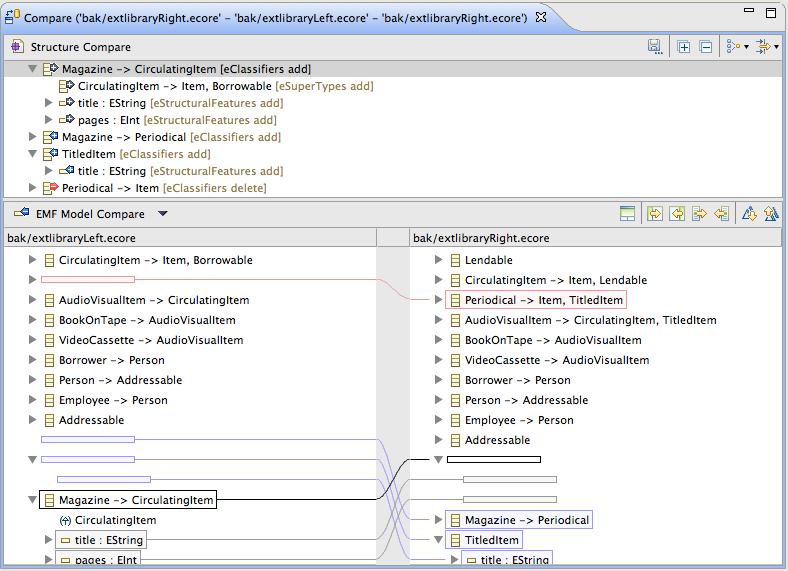 Compare ('bak/extlibraryRight.ecore' - 'bak/extlibraryLeft.ecore' - 'bak/extlibraryRight.ecore')
Structure Compare
Magazine -> CirculatingItem [eClassifiers add]
CirculatingItem -> Item, Borrowable [eSuperTypes add]
title : EString [eStructuralFeatures add]
pages : EInt [eStructuralFeatures add]
Magazine -> Periodical [eClassifiers add]
TitledItem [eClassifiers add]
title : EString [eStructuralFeatures add]
Periodical -> Item [eClassifiers delete]
EMF Model Compare
bak/extlibraryLeft.ecore
CirculatingItem -> Item, Borrowable
AudioVisualItem -> CirculatingItem
BookOnTape -> AudioVisualItem
VideoCassette -> AudioVisualItem
Borrower -> Person
Person -> Addressable
Employee -> Person
Addressable
Magazine -> CirculatingItem
CirculatingItem
title : EString
pages : EInt
bak/extlibraryRight.ecore
Lendable
CirculatingItem -> Item, Lendable
Periodical -> Item, TitledItem
AudioVisualItem -> CirculatingItem, TitledItem
BookOnTape -> AudioVisualItem
VideoCassette -> AudioVisualItem
Borrower -> Person
Person -> Addressable
Employee -> Person
Addressable
Magazine -> Periodical
TitledItem
title : EString